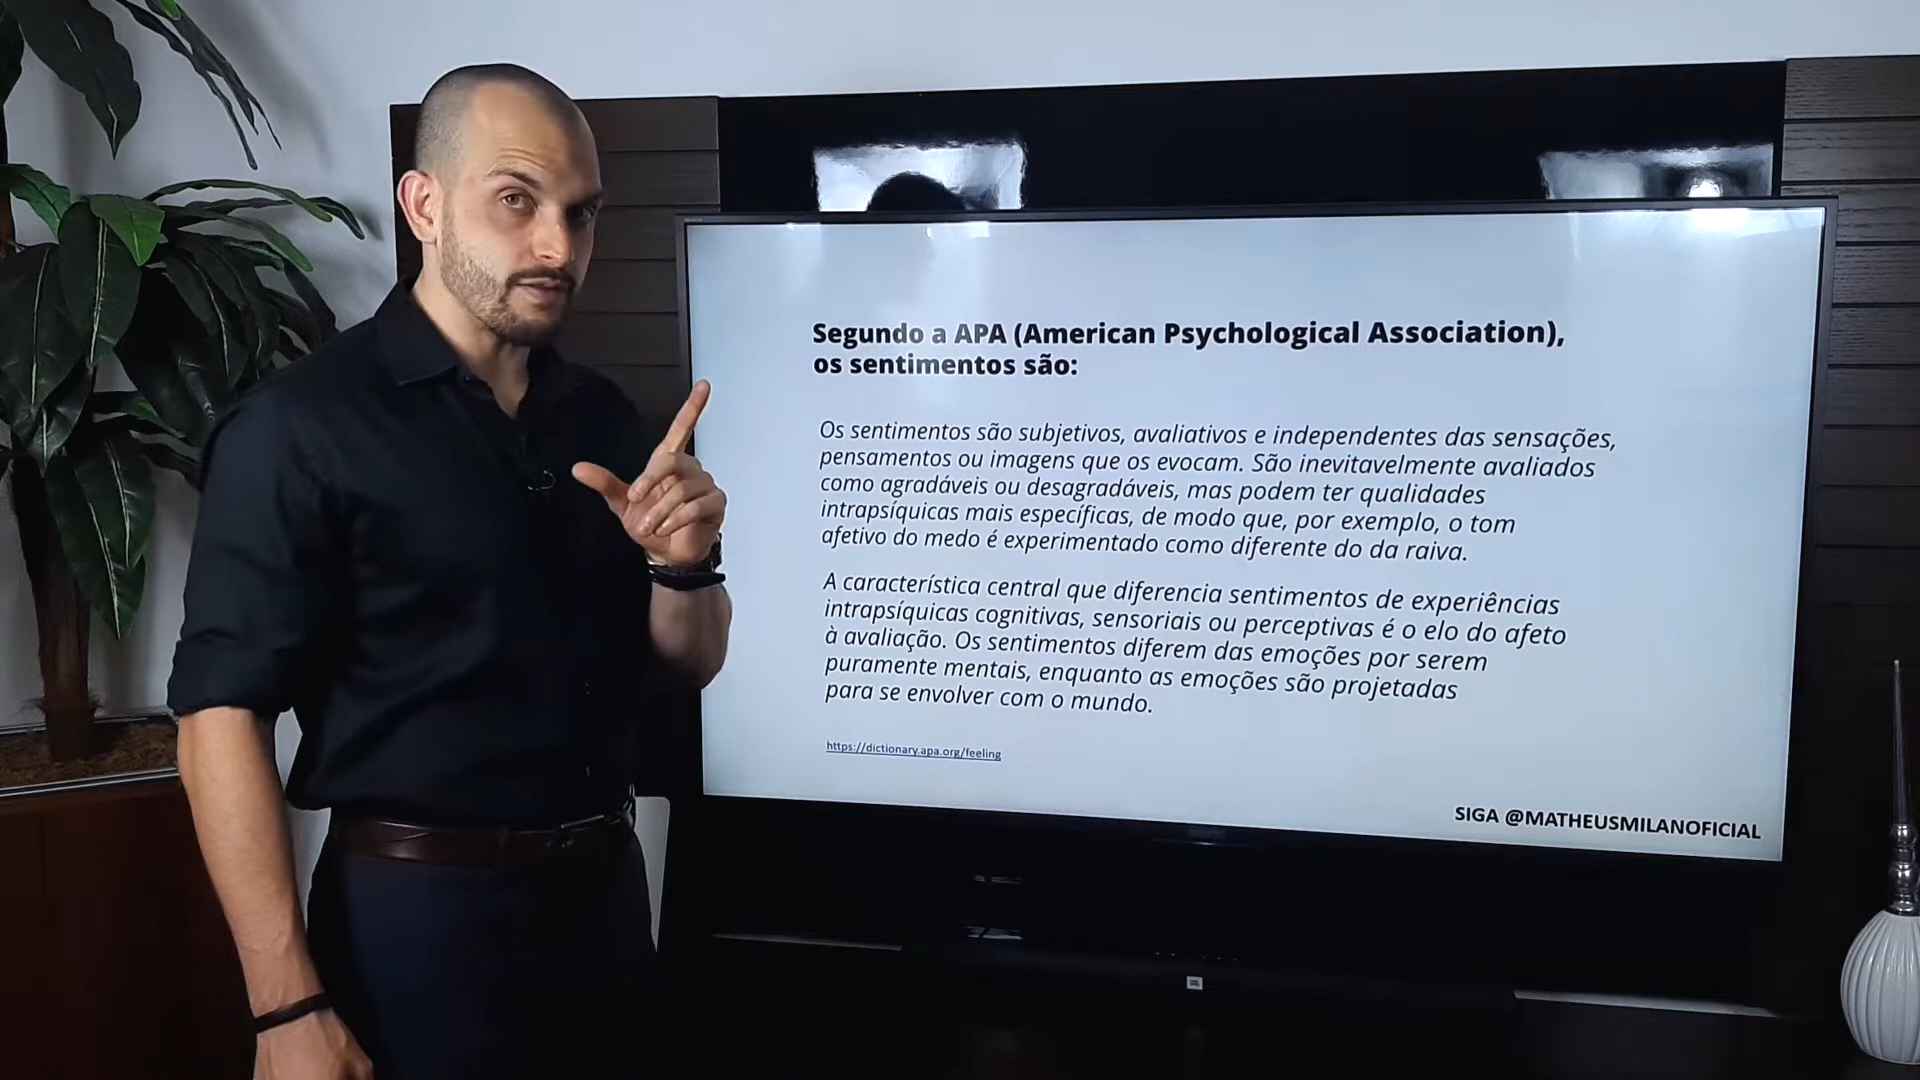 Segundo a APA (American Psychological Association),
os sentimentos são:
Os sentimentos são subjetivos, avaliativos e independentes das sensações,
pensamentos ou imagens que os evocam. São inevitavelmente avaliados
como agradáveis ou desagradáveis, mas podem ter qualidades
intrapsíquicas mais específicas, de modo que, por exemplo, o tom
afetivo do medo é experimentado como diferente do da raiva.
A característica central que diferencia sentimentos de experiências
intrapsíquicas cognitivas, sensoriais ou perceptivas é o elo do afeto
à avaliação. Os sentimentos diferem das emoções por serem
puramente mentais, enquanto as emoções são projetadas
para se envolver com o mundo.
https://dictionary.apa.org/feeling
SIGA @MATHEUSMILANOFICIAL